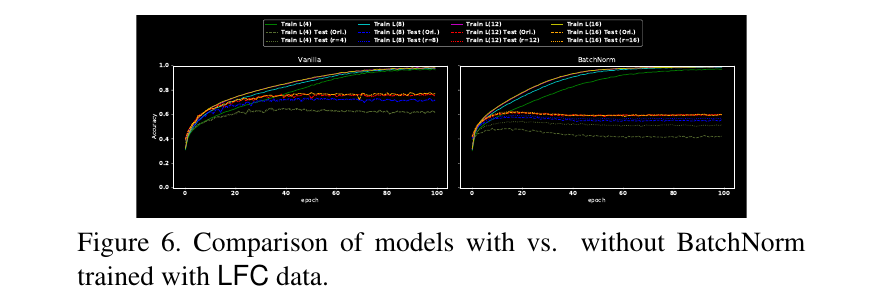 Train L(4) Train L(8) Train L(12) Train L(16)
Train L(4) Test (Ori.) Train L(8) Test (Ori.) Train L(12) Test (Ori.) Train L(16) Test (Ori.)
Train L(4) Test (r=4) Train L(8) Test (r=8) Train L(12) Test (r=12) Train L(16) Test (r=16)
Vanilla BatchNorm
1.0
0.8
0.6
0.4
0.2
0.0
Accuracy
0 20 40 60 80 100 0 20 40 60 80 100
epoch epoch
Figure 6. Comparison of models with vs. without BatchNorm
trained with LFC data.